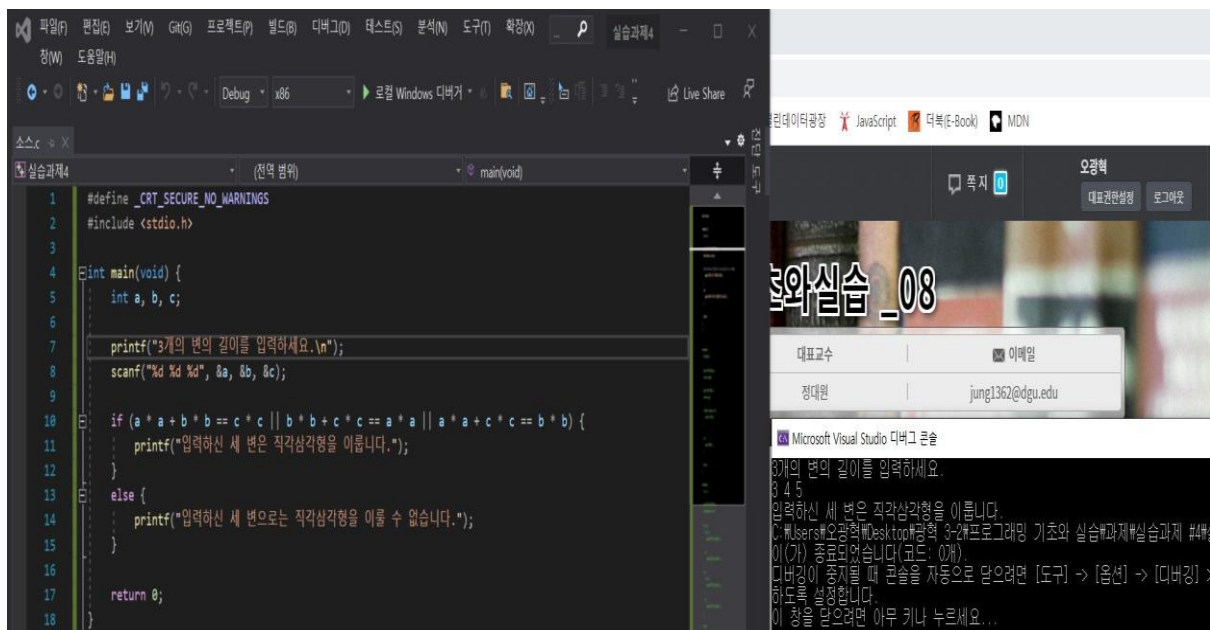 파일(F) 편집(E) 보기(V) Git(G) 프로젝트(P) 빌드(B) 디버그(D) 테스트(S) 분석(N) 도구(T) 확장(X) ... 실습과제4
창(W) 도움말(H)
Debug x86 로컬 Windows 디버거 Live Share
소스.c
진단 도구
실습과제4 (전역 범위) main(void)
1 #define _CRT_SECURE_NO_WARNINGS
2 #include <stdio.h>
3
4 int main(void) {
5 int a, b, c;
6
7 printf("3개의 변의 길이를 입력하세요.\n");
8 scanf("%d %d %d", &a, &b, &c);
9
10 if (a * a + b * b == c * c || b * b + c * c == a * a || a * a + c * c == b * b) {
11 printf("입력하신 세 변은 직각삼각형을 이룹니다.");
12 }
13 else {
14 printf("입력하신 세 변으로는 직각삼각형을 이룰 수 없습니다.");
15 }
16
17 return 0;
18 }
린데이터광장 JavaScript 더북(E-Book) MDN
쪽지 0 오광혁
대표권한설정 로그아웃
초와실습 _08
대표교수 이메일
정대원 jung1362@dgu.edu
Microsoft Visual Studio 디버그 콘솔
3개의 변의 길이를 입력하세요.
3 4 5
입력하신 세 변은 직각삼각형을 이룹니다.
C:₩Users₩오광혁₩Desktop₩광혁 3-2₩프로그래밍 기초와 실습₩과제₩실습과제 #4₩
이(가) 종료되었습니다(코드: 0개).
디버깅이 중지될 때 콘솔을 자동으로 닫으려면 [도구] -> [옵션] -> [디버깅] >
하도록 설정합니다.
이 창을 닫으려면 아무 키나 누르세요...